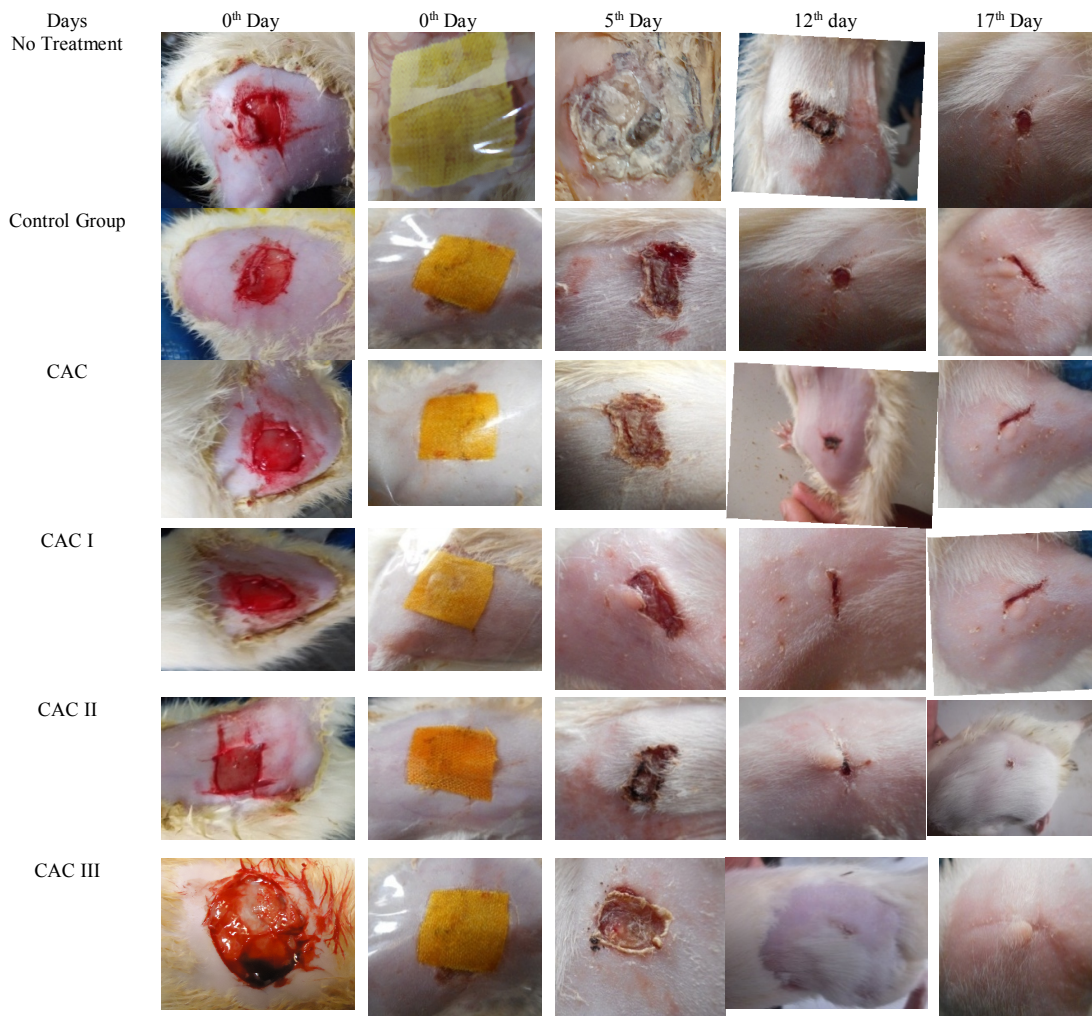 Days 0th Day 0th Day 5th Day 12th day 17th Day
No Treatment
Control Group
CAC
CAC I
CAC II
CAC III